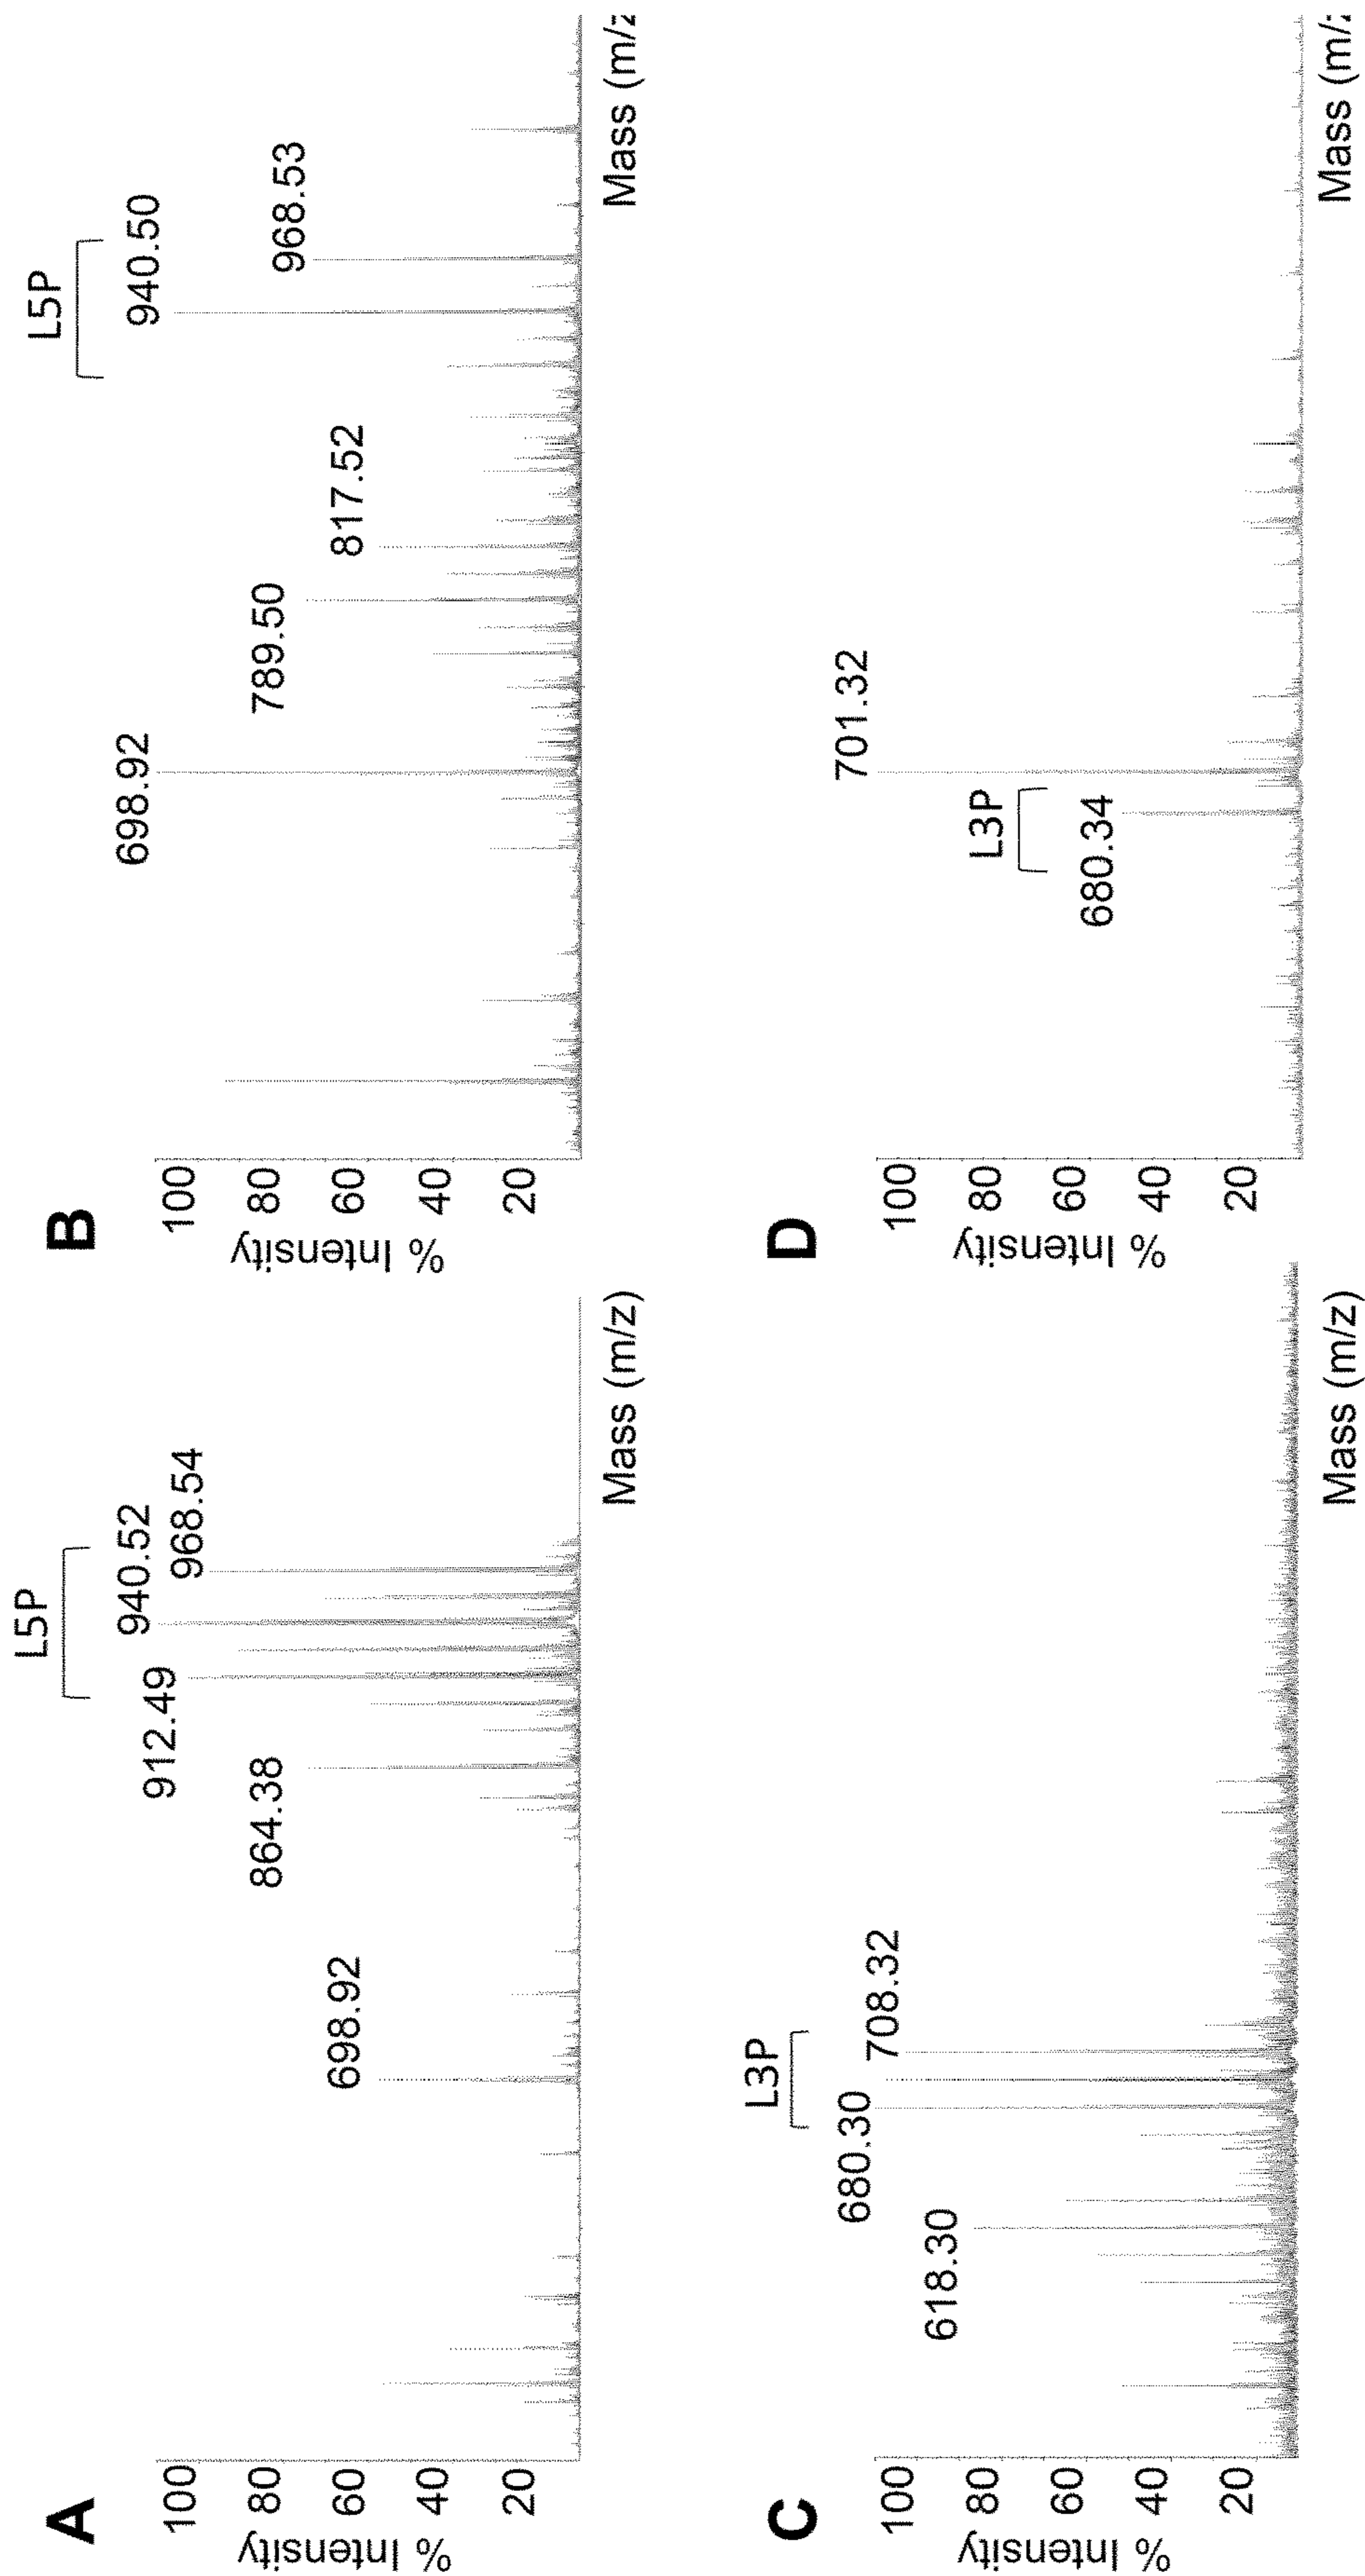 A
L5P
912.49
940.52
968.54
864.38
698.92
100
80
60
40
20
% Intensity
Mass (m/z)
B
L5P
940.50
968.53
817.52
789.50
698.92
100
80
60
40
20
% Intensity
Mass (m/z
C
L3P
680.30
708.32
618.30
100
80
60
40
20
% Intensity
Mass (m/z)
D
L3P
701.32
680.34
100
80
60
40
20
% Intensity
Mass (m/z